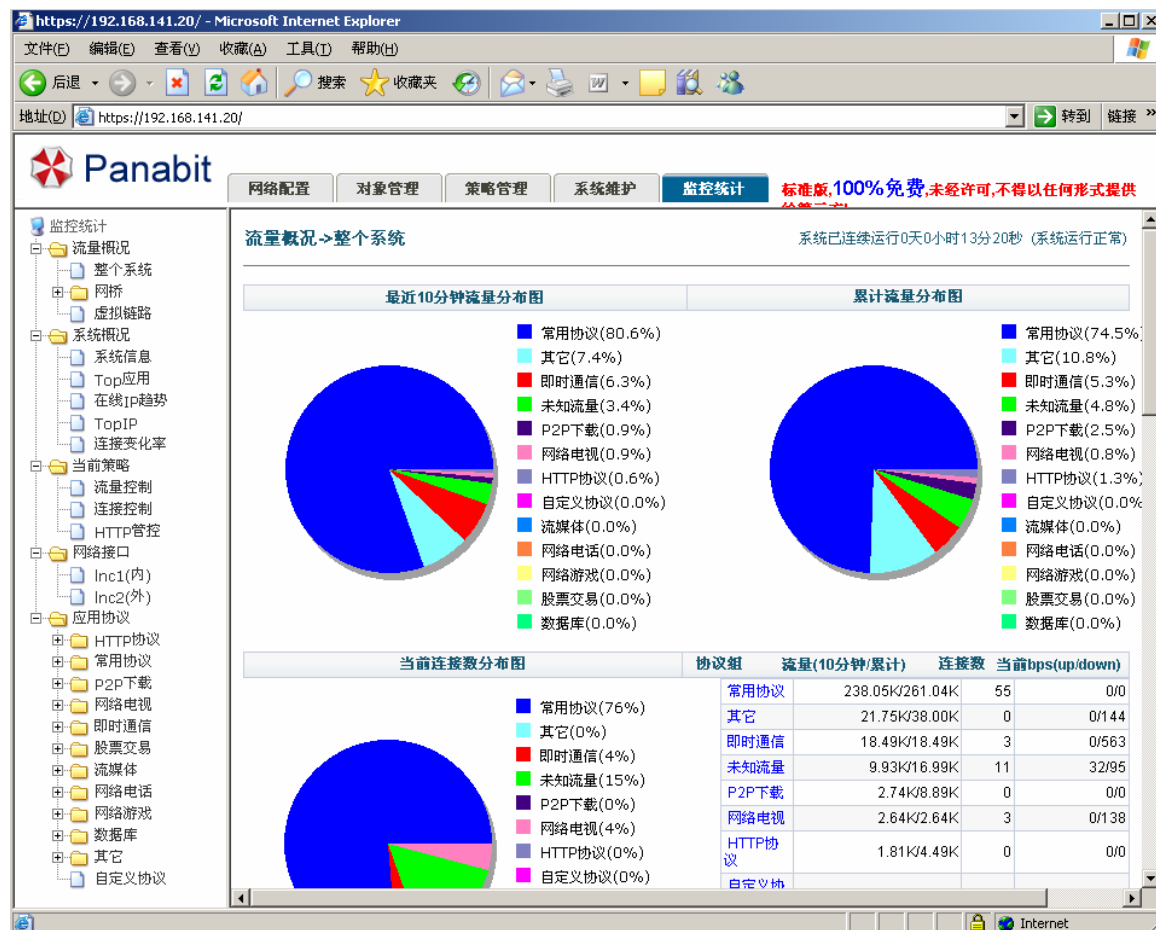 https://192.168.141.20/ - Microsoft Internet Explorer
文件(F) 编辑(E) 查看(V) 收藏(A) 工具(T) 帮助(H)
后退 搜索 收藏夹
地址(D) https://192.168.141.20/ 转到 链接 »
Panabit
网络配置 对象管理 策略管理 系统维护 监控统计 标准版,100%免费,未经许可,不得以任何形式提供
给第三方!
监控统计
流量概况
整个系统
网桥
虚拟链路
系统概况
系统信息
Top应用
在线IP趋势
TopIP
连接变化率
当前策略
流量控制
连接控制
HTTP管控
网络接口
lnc1(内)
lnc2(外)
应用协议
HTTP协议
常用协议
P2P下载
网络电视
即时通信
股票交易
流媒体
网络电话
网络游戏
数据库
其它
自定义协议
流量概况->整个系统 系统已连续运行0天0小时13分20秒 (系统运行正常)
最近10分钟流量分布图
常用协议(80.6%)
其它(7.4%)
即时通信(6.3%)
未知流量(3.4%)
P2P下载(0.9%)
网络电视(0.9%)
HTTP协议(0.6%)
自定义协议(0.0%)
流媒体(0.0%)
网络电话(0.0%)
网络游戏(0.0%)
股票交易(0.0%)
数据库(0.0%)
累计流量分布图
常用协议(74.5%)
其它(10.8%)
即时通信(5.3%)
未知流量(4.8%)
P2P下载(2.5%)
网络电视(0.8%)
HTTP协议(1.3%)
自定义协议(0.0%
流媒体(0.0%)
网络电话(0.0%)
网络游戏(0.0%)
股票交易(0.0%)
数据库(0.0%)
当前连接数分布图
常用协议(76%)
其它(0%)
即时通信(4%)
未知流量(15%)
P2P下载(0%)
网络电视(4%)
HTTP协议(0%)
自定义协议(0%)
协议组 流量(10分钟/累计) 连接数 当前bps(up/down)
常用协议 238.05K/261.04K 55 0/0
其它 21.75K/38.00K 0 0/144
即时通信 18.49K/18.49K 3 0/563
未知流量 9.93K/16.99K 11 32/95
P2P下载 2.74K/8.89K 0 0/0
网络电视 2.64K/2.64K 3 0/138
HTTP协
议 1.81K/4.49K 0 0/0
自定义协
Internet